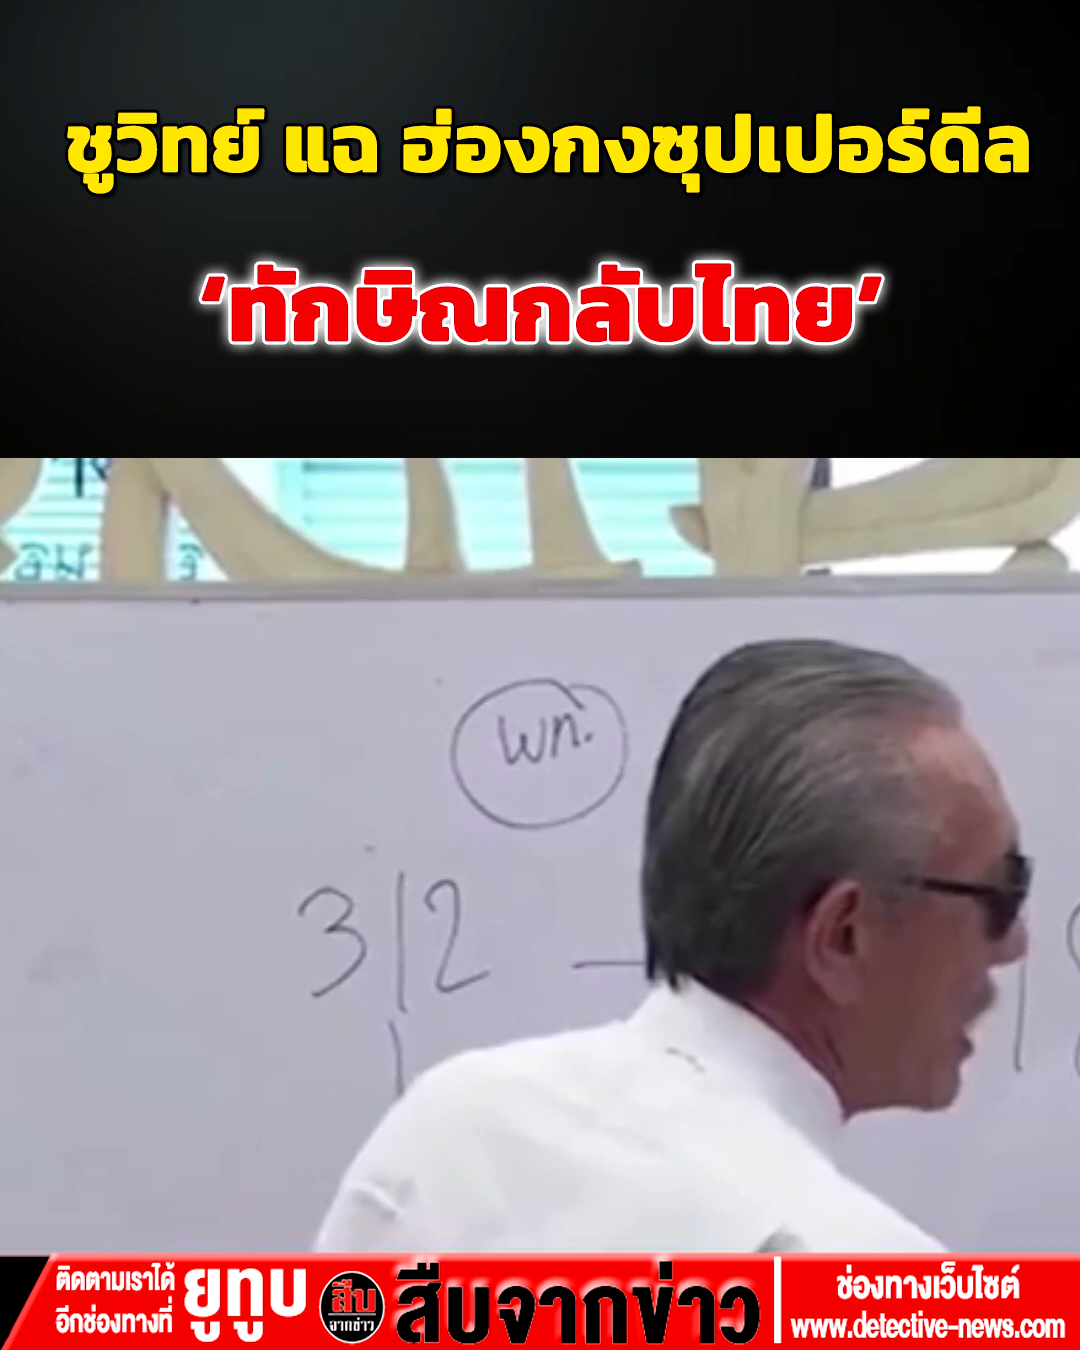 ชูวิทย์ แฉ ฮ่องกงซุปเปอร์ดีล
‘ทักษิณกลับไทย’
พท.
312
ติดตามเราได้
อีกช่องทางที่
ยูทูบ
สืบ
จากข่าว
สืบจากข่าว
ช่องทางเว็บไซต์
www.detective-news.com